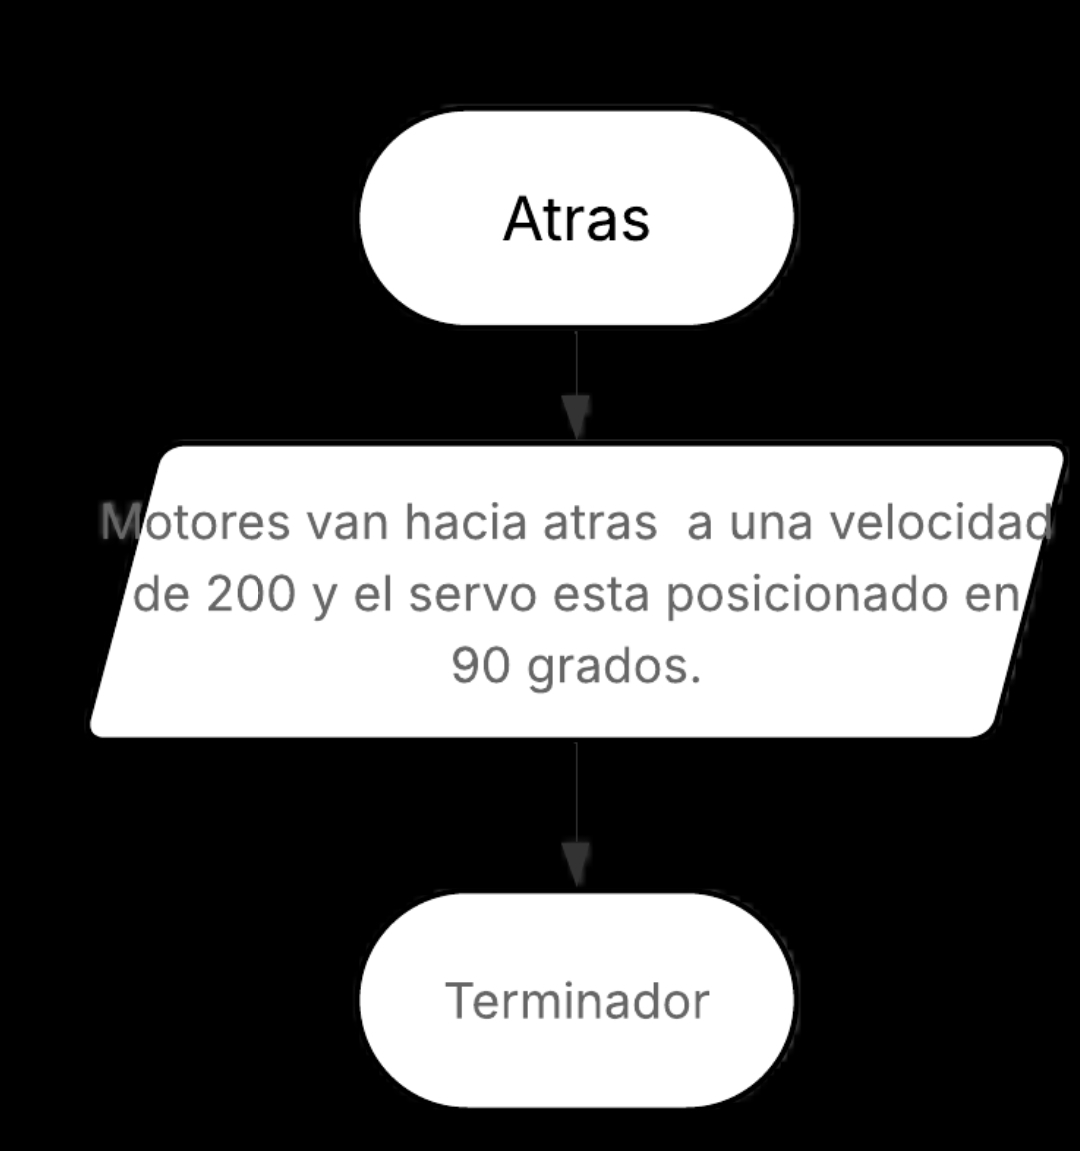 Atras
Motores van hacia atras  a una velocidad
de 200 y el servo esta posicionado en
90 grados.
Terminador